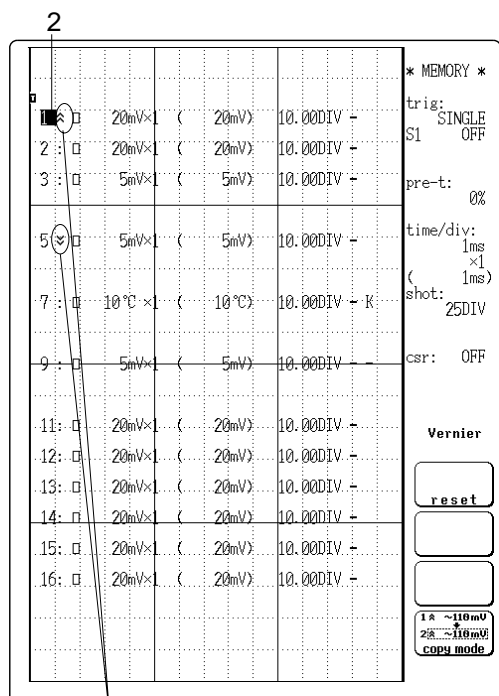 2
* MEMORY *
trig:
SINGLE
S1 OFF
pre-t:
0%
time/div:
1ms
×1
( 1ms)
shot:
25DIV
csr: OFF
Vernier
reset
1 ~110mV
2 ~110mV
copy mode
1 20mV×1 ( 20mV) 10.00DIV -
2 : 20mV×1 ( 20mV) 10.00DIV -
3 : 5mV×1 ( 5mV) 10.00DIV -
5 5mV×1 ( 5mV) 10.00DIV -
7 : 10°C ×1 ( 10°C) 10.00DIV - K
9 : 5mV×1 ( 5mV) 10.00DIV - -
11: 20mV×1 ( 20mV) 10.00DIV -
12: 20mV×1 ( 20mV) 10.00DIV -
13: 20mV×1 ( 20mV) 10.00DIV -
14: 20mV×1 ( 20mV) 10.00DIV -
15: 20mV×1 ( 20mV) 10.00DIV -
16: 20mV×1 ( 20mV) 10.00DIV -